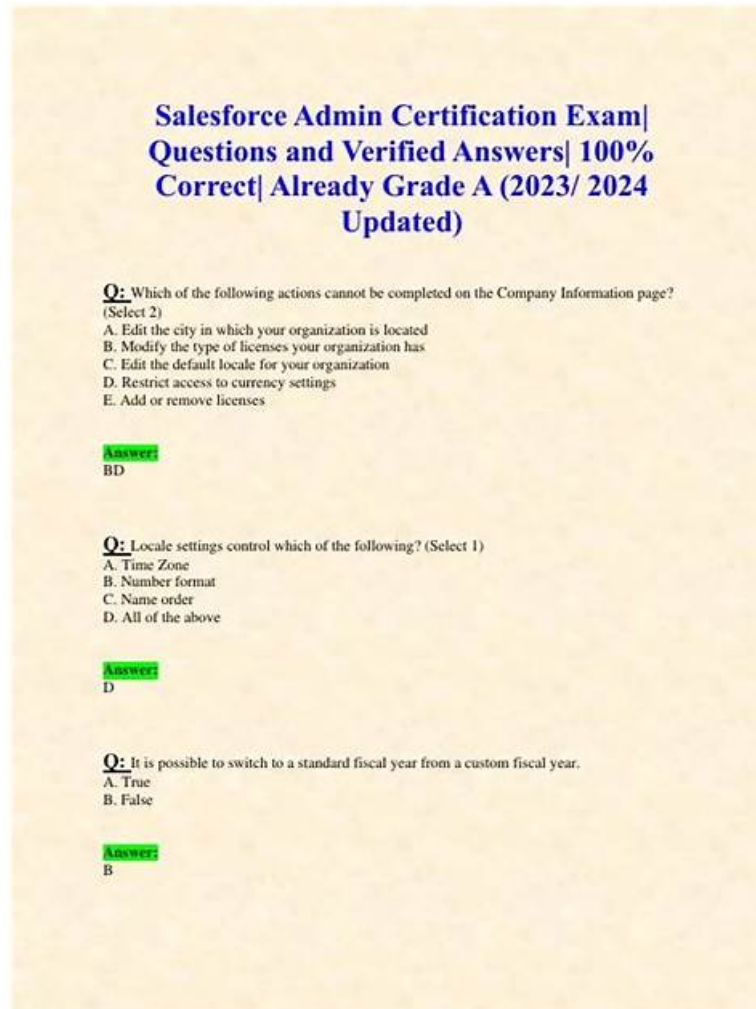 Salesforce Admin Certification Exam|
Questions and Verified Answers| 100%
Correct| Already Grade A (2023/ 2024
Updated)
Q: Which of the following actions cannot be completed on the Company Information page?
(Select 2)
A. Edit the city in which your organization is located
B. Modify the type of licenses your organization has
C. Edit the default locale for your organization
D. Restrict access to currency settings
E. Add or remove licenses
Answer:
BD
Q: Locale settings control which of the following? (Select 1)
A. Time Zone
B. Number format
C. Name order
D. All of the above
Answer:
D
Q: It is possible to switch to a standard fiscal year from a custom fiscal year.
A. True
B. False
Answer:
B